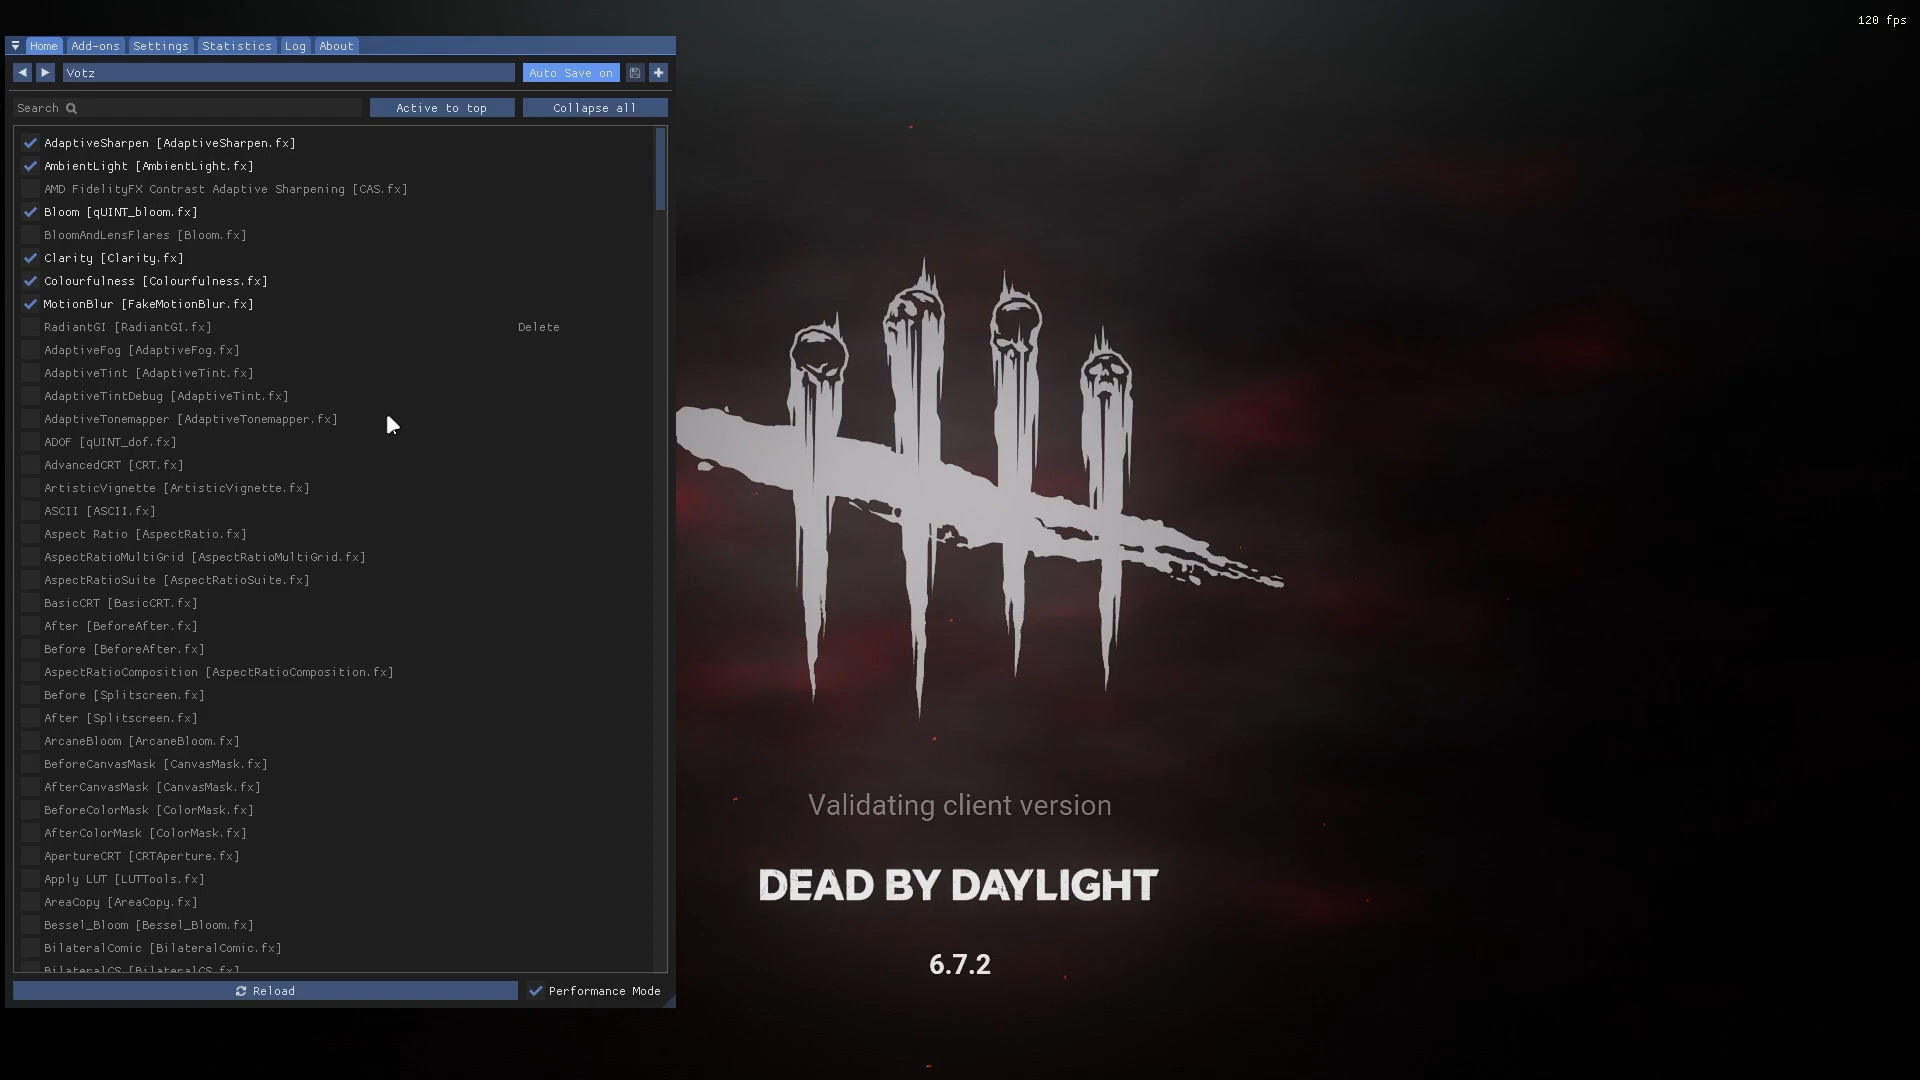 120 fps
Home Add-ons Settings Statistics Log About
Votz Auto Save on
Search Active to top Collapse all
AdaptiveSharpen [AdaptiveSharpen.fx]
AmbientLight [AmbientLight.fx]
AMD FidelityFX Contrast Adaptive Sharpening [CAS.fx]
Bloom [qUINT_bloom.fx]
BloomAndLensFlares [Bloom.fx]
Clarity [Clarity.fx]
Colourfulness [Colourfulness.fx]
MotionBlur [FakeMotionBlur.fx]
RadiantGI [RadiantGI.fx] Delete
AdaptiveFog [AdaptiveFog.fx]
AdaptiveTint [AdaptiveTint.fx]
AdaptiveTintDebug [AdaptiveTint.fx]
AdaptiveTonemapper [AdaptiveTonemapper.fx]
ADOF [qUINT_dof.fx]
AdvancedCRT [CRT.fx]
ArtisticVignette [ArtisticVignette.fx]
ASCII [ASCII.fx]
Aspect Ratio [AspectRatio.fx]
AspectRatioMultiGrid [AspectRatioMultiGrid.fx]
AspectRatioSuite [AspectRatioSuite.fx]
BasicCRT [BasicCRT.fx]
After [BeforeAfter.fx]
Before [BeforeAfter.fx]
AspectRatioComposition [AspectRatioComposition.fx]
Before [Splitscreen.fx]
After [Splitscreen.fx]
ArcaneBloom [ArcaneBloom.fx]
BeforeCanvasMask [CanvasMask.fx]
AfterCanvasMask [CanvasMask.fx]
BeforeColorMask [ColorMask.fx]
AfterColorMask [ColorMask.fx]
ApertureCRT [CRTAperture.fx]
Apply LUT [LUTTools.fx]
AreaCopy [AreaCopy.fx]
Bessel_Bloom [Bessel_Bloom.fx]
BilateralComic [BilateralComic.fx]
BilateralCS [BilateralCS.fx]
Reload Performance Mode
Validating client version
DEAD BY DAYLIGHT
6.7.2